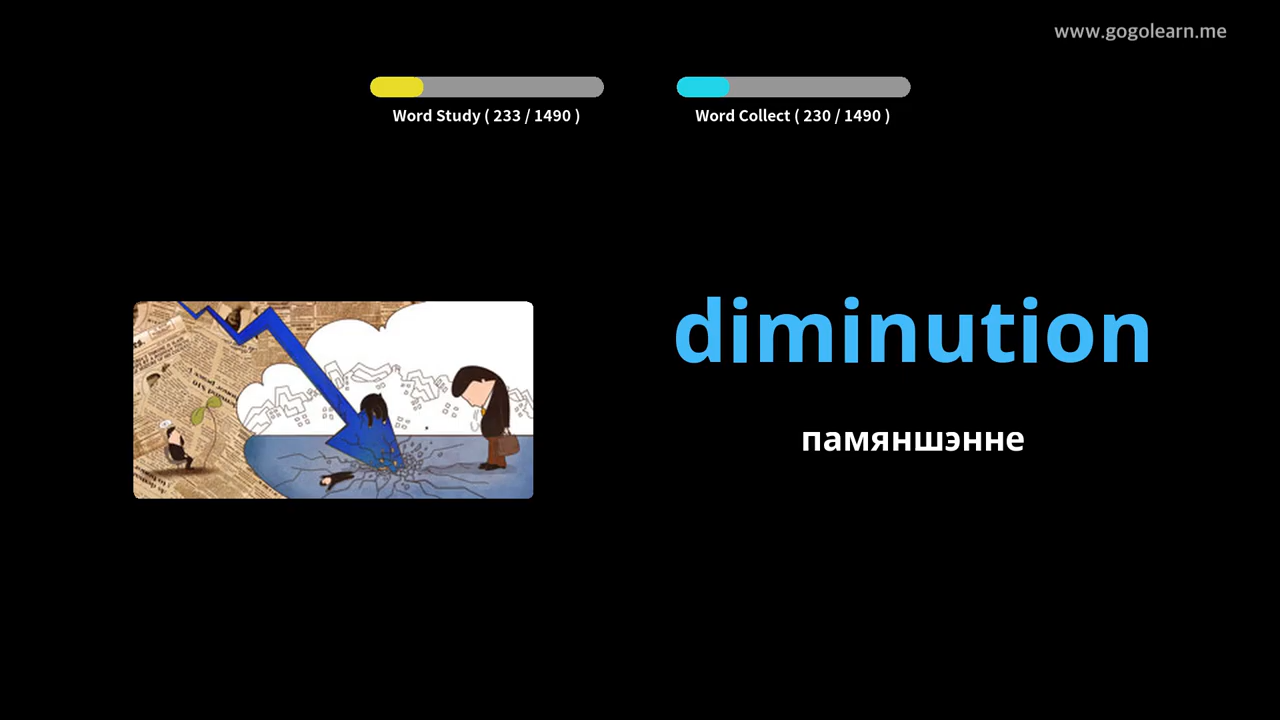 www.gogolearn.me
Word Study ( 233 / 1490 )
Word Collect ( 230 / 1490 )
diminution
памяншэнне